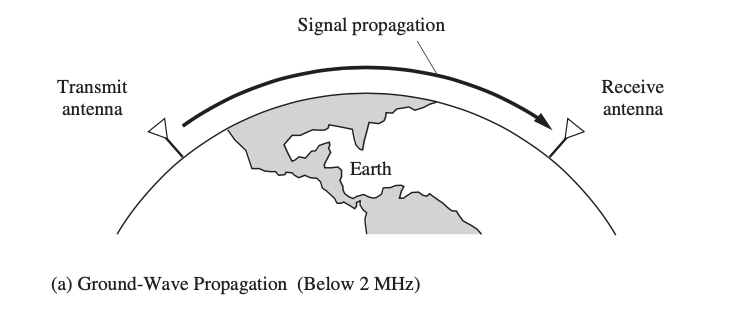 Signal propagation
Transmit
antenna
Receive
antenna
Earth
(a) Ground-Wave Propagation (Below 2 MHz)